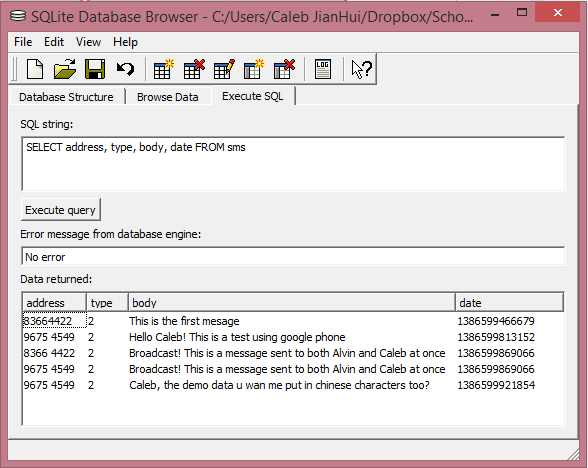 SQLite Database Browser - C:/Users/Caleb JianHui/Dropbox/Scho...
File Edit View Help
LOG
Database Structure Browse Data Execute SQL
SQL string:
SELECT address, type, body, date FROM sms
Execute query
Error message from database engine:
No error
Data returned:
address type body date
83664422 2 This is the first mesage 1386599466679
9675 4549 2 Hello Caleb! This is a test using google phone 1386599813152
8366 4422 2 Broadcast! This is a message sent to both Alvin and Caleb at once 1386599869066
9675 4549 2 Broadcast! This is a message sent to both Alvin and Caleb at once 1386599869066
9675 4549 2 Caleb, the demo data u wan me put in chinese characters too? 1386599921854